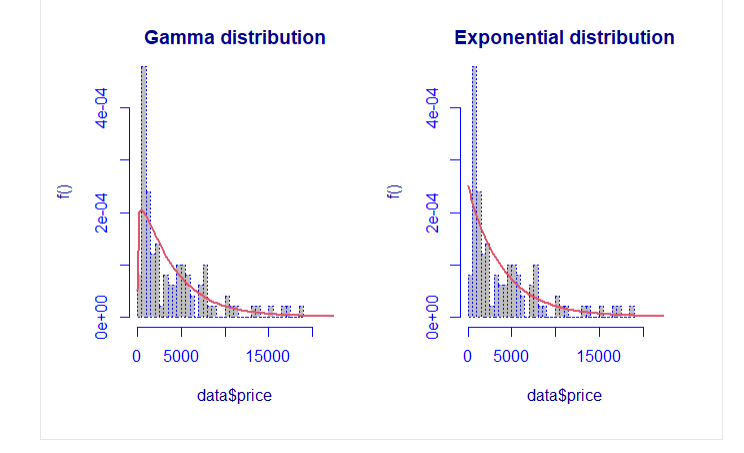 Gamma distribution
f()
0e+00
2e-04
4e-04
0
5000
15000
data$price
Exponential distribution
f()
0e+00
2e-04
4e-04
0
5000
15000
data$price